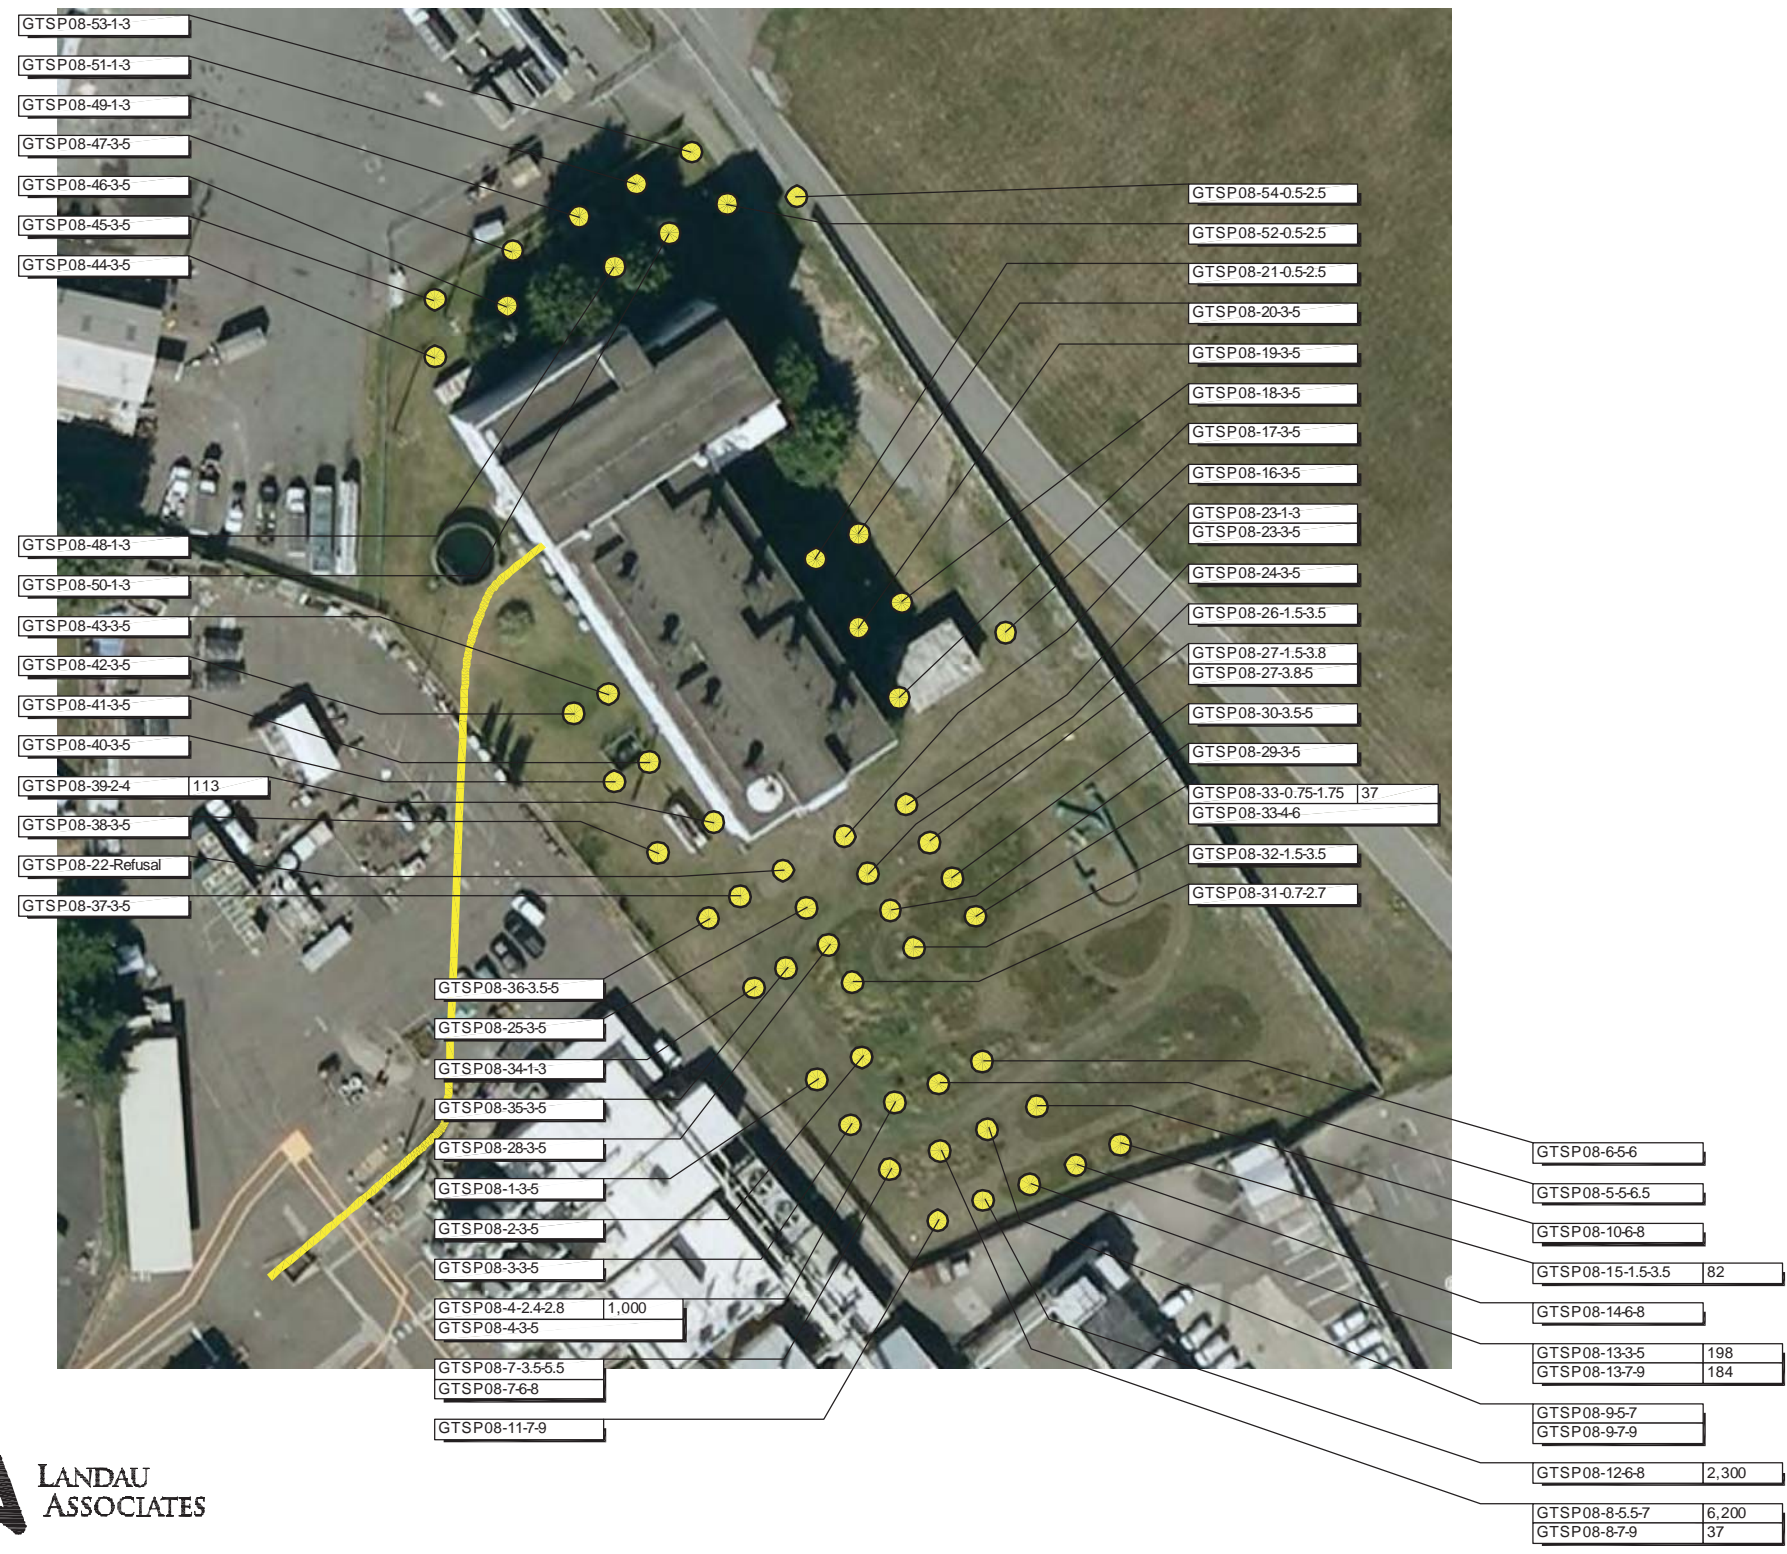 GTSP08-53-1-3
GTSP08-51-1-3
GTSP08-49-1-3
GTSP08-47-3-5
GTSP08-46-3-5
GTSP08-45-3-5
GTSP08-44-3-5
GTSP08-48-1-3
GTSP08-50-1-3
GTSP08-43-3-5
GTSP08-42-3-5
GTSP08-41-3-5
GTSP08-40-3-5
GTSP08-39-2-4 113
GTSP08-38-3-5
GTSP08-22-Refusal
GTSP08-37-3-5
GTSP08-36-3.5-5
GTSP08-25-3-5
GTSP08-34-1-3
GTSP08-35-3-5
GTSP08-28-3-5
GTSP08-1-3-5
GTSP08-2-3-5
GTSP08-3-3-5
GTSP08-4-2.4-2.8 1,000
GTSP08-4-3-5
GTSP08-7-3.5-5.5
GTSP08-7-6-8
GTSP08-11-7-9
GTSP08-54-0.5-2.5
GTSP08-52-0.5-2.5
GTSP08-21-0.5-2.5
GTSP08-20-3-5
GTSP08-19-3-5
GTSP08-18-3-5
GTSP08-17-3-5
GTSP08-16-3-5
GTSP08-23-1-3
GTSP08-23-3-5
GTSP08-24-3-5
GTSP08-26-1.5-3.5
GTSP08-27-1.5-3.8
GTSP08-27-3.8-5
GTSP08-30-3.5-5
GTSP08-29-3-5
GTSP08-33-0.75-1.75 37
GTSP08-33-4-6
GTSP08-32-1.5-3.5
GTSP08-31-0.7-2.7
GTSP08-6-5-6
GTSP08-5-5-6.5
GTSP08-10-6-8
GTSP08-15-1.5-3.5 82
GTSP08-14-6-8
GTSP08-13-3-5 198
GTSP08-13-7-9 184
GTSP08-9-5-7
GTSP08-9-7-9
GTSP08-12-6-8 2,300
GTSP08-8-5.5-7 6,200
GTSP08-8-7-9 37
LANDAU
ASSOCIATES